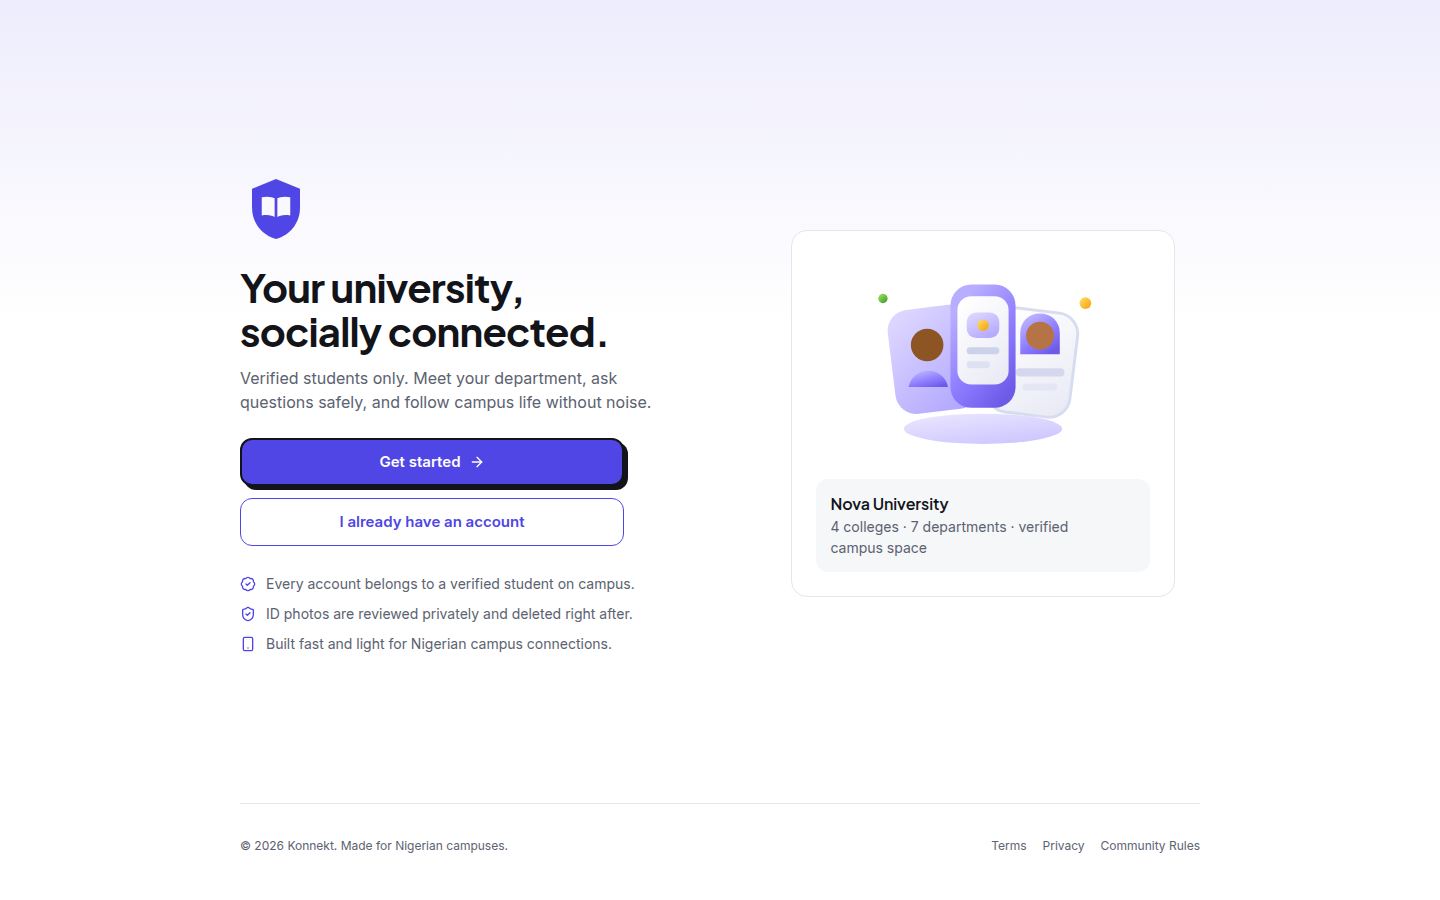 Your university,
socially connected.
Verified students only. Meet your department, ask
questions safely, and follow campus life without noise.
Get started
I already have an account
Every account belongs to a verified student on campus.
ID photos are reviewed privately and deleted right after.
Built fast and light for Nigerian campus connections.
Nova University
4 colleges · 7 departments · verified
campus space
© 2026 Konnekt. Made for Nigerian campuses.
Terms
Privacy
Community Rules